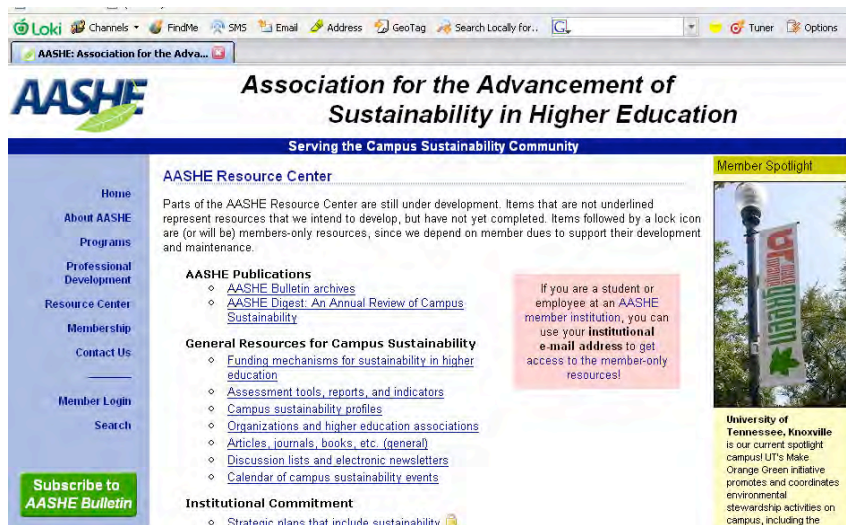 Loki Channels FindMe SMS Email Address GeoTag Search Locally for.. G Tuner Options
AASHE: Association for the Adva...
AASHE
Association for the Advancement of
Sustainability in Higher Education
Serving the Campus Sustainability Community
Home
About AASHE
Programs
Professional
Development
Resource Center
Membership
Contact Us
Member Login
Search
Subscribe to
AASHE Bulletin
AASHE Resource Center
Parts of the AASHE Resource Center are still under development. Items that are not underlined
represent resources that we intend to develop, but have not yet completed. Items followed by a lock icon
are (or will be) members-only resources, since we depend on member dues to support their development
and maintenance.
AASHE Publications
AASHE Bulletin archives
AASHE Digest: An Annual Review of Campus
Sustainability
General Resources for Campus Sustainability
Funding mechanisms for sustainability in higher
education
Assessment tools, reports, and indicators
Campus sustainability profiles
Organizations and higher education associations
Articles, journals, books, etc. (general)
Discussion lists and electronic newsletters
Calendar of campus sustainability events
Institutional Commitment
Strategic plans that include sustainability
If you are a student or
employee at an AASHE
member institution, you can
use your institutional
e-mail address to get
access to the member-only
resources!
Member Spotlight
green
University of
Tennessee, Knoxville
is our current spotlight
campus! UT's Make
Orange Green initiative
promotes and coordinates
environmental
stewardship activities on
campus, including the